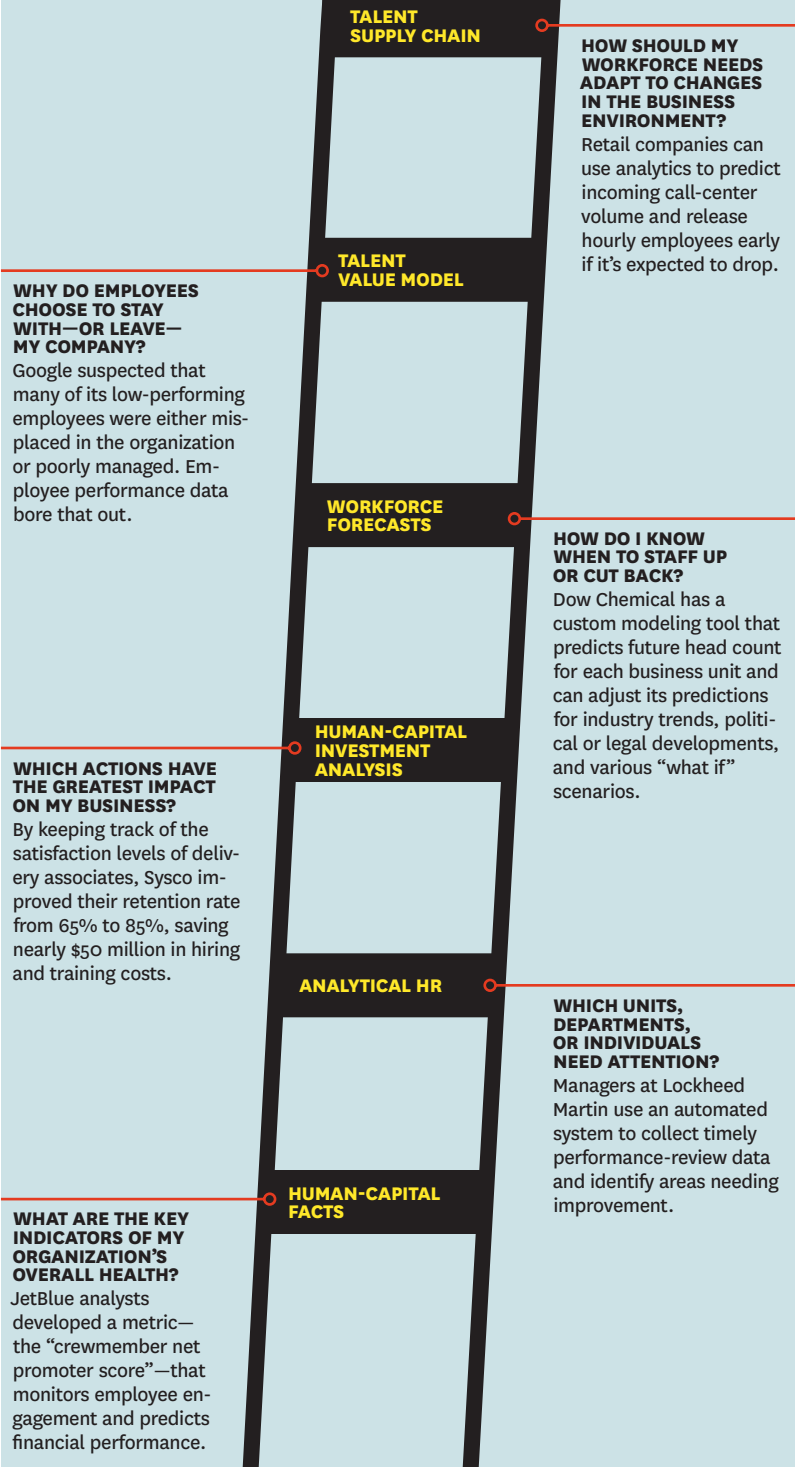 TALENT
SUPPLY CHAIN
HOW SHOULD MY
WORKFORCE NEEDS
ADAPT TO CHANGES
IN THE BUSINESS
ENVIRONMENT?
Retail companies can
use analytics to predict
incoming call-center
volume and release
hourly employees early
if it’s expected to drop.
TALENT
VALUE MODEL
WHY DO EMPLOYEES
CHOOSE TO STAY
WITH—OR LEAVE—
MY COMPANY?
Google suspected that
many of its low-performing
employees were either mis-
placed in the organization
or poorly managed. Em-
ployee performance data
bore that out.
WORKFORCE
FORECASTS
HOW DO I KNOW
WHEN TO STAFF UP
OR CUT BACK?
Dow Chemical has a
custom modeling tool that
predicts future head count
for each business unit and
can adjust its predictions
for industry trends, politi-
cal or legal developments,
and various “what if”
scenarios.
HUMAN-CAPITAL
INVESTMENT
ANALYSIS
WHICH ACTIONS HAVE
THE GREATEST IMPACT
ON MY BUSINESS?
By keeping track of the
satisfaction levels of deliv-
ery associates, Sysco im-
proved their retention rate
from 65% to 85%, saving
nearly $50 million in hiring
and training costs.
ANALYTICAL HR
WHICH UNITS,
DEPARTMENTS,
OR INDIVIDUALS
NEED ATTENTION?
Managers at Lockheed
Martin use an automated
system to collect timely
performance-review data
and identify areas needing
improvement.
HUMAN-CAPITAL
FACTS
WHAT ARE THE KEY
INDICATORS OF MY
ORGANIZATION’S
OVERALL HEALTH?
JetBlue analysts
developed a metric—
the “crewmember net
promoter score”—that
monitors employee en-
gagement and predicts
financial performance.